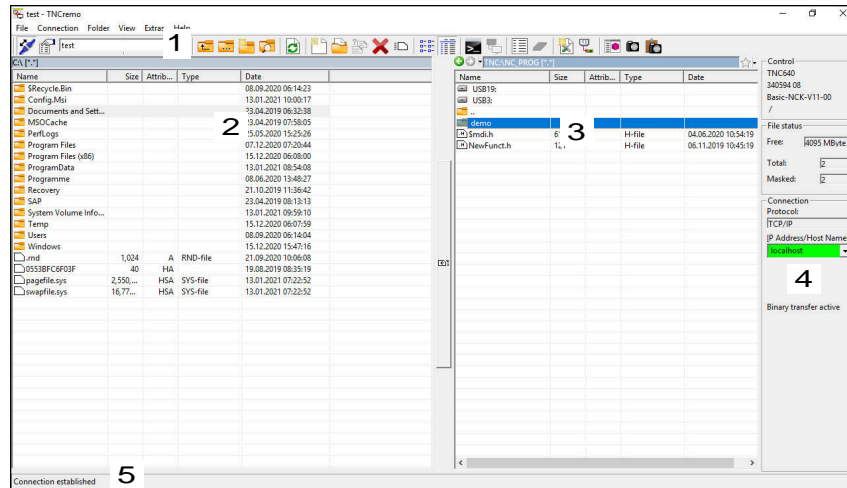 test - TNCremo
File Connection Folder View Extras Help
test
1
C:\ [*.*]
Name Size Attrib... Type Date
$Recycle.Bin 08.09.2020 06:14:23
Config.Msi 13.01.2021 10:00:17
Documents and Sett... 23.04.2019 06:32:38
MSOCache 23.04.2019 07:58:05
2
PerfLogs 25.05.2020 15:25:26
Program Files 07.12.2020 07:20:44
Program Files (x86) 15.12.2020 06:08:00
ProgramData 13.01.2021 08:54:08
Programme 08.06.2020 13:48:27
Recovery 21.10.2019 11:36:42
SAP 23.04.2019 08:13:13
System Volume Info... 13.01.2021 09:59:10
Temp 15.12.2020 06:07:59
Users 08.09.2020 06:14:04
Windows 15.12.2020 15:47:16
.rnd 1,024 A RND-file 21.09.2020 10:06:08
0553BFC6F03F 40 HA 19.08.2019 08:35:19
pagefile.sys 2,550,... HSA SYS-file 13.01.2021 07:22:52
swapfile.sys 16,77... HSA SYS-file 13.01.2021 07:22:52
TNC:\NC_PROG [*.*]
Name Size Attrib... Type Date
USB19:
USB3:
..
demo
3
$mdi.h H-file 04.06.2020 10:54:19
NewFunct.h H-file 06.11.2019 10:45:19
Control
TNC640
340594 08
Basic-NCK-V11-00
/
File status
Free: 4095 MByte
Total: 2
Masked: 2
Connection
Protocol:
TCP/IP
IP Address/Host Name
localhost
4
Binary transfer active
Connection established
5